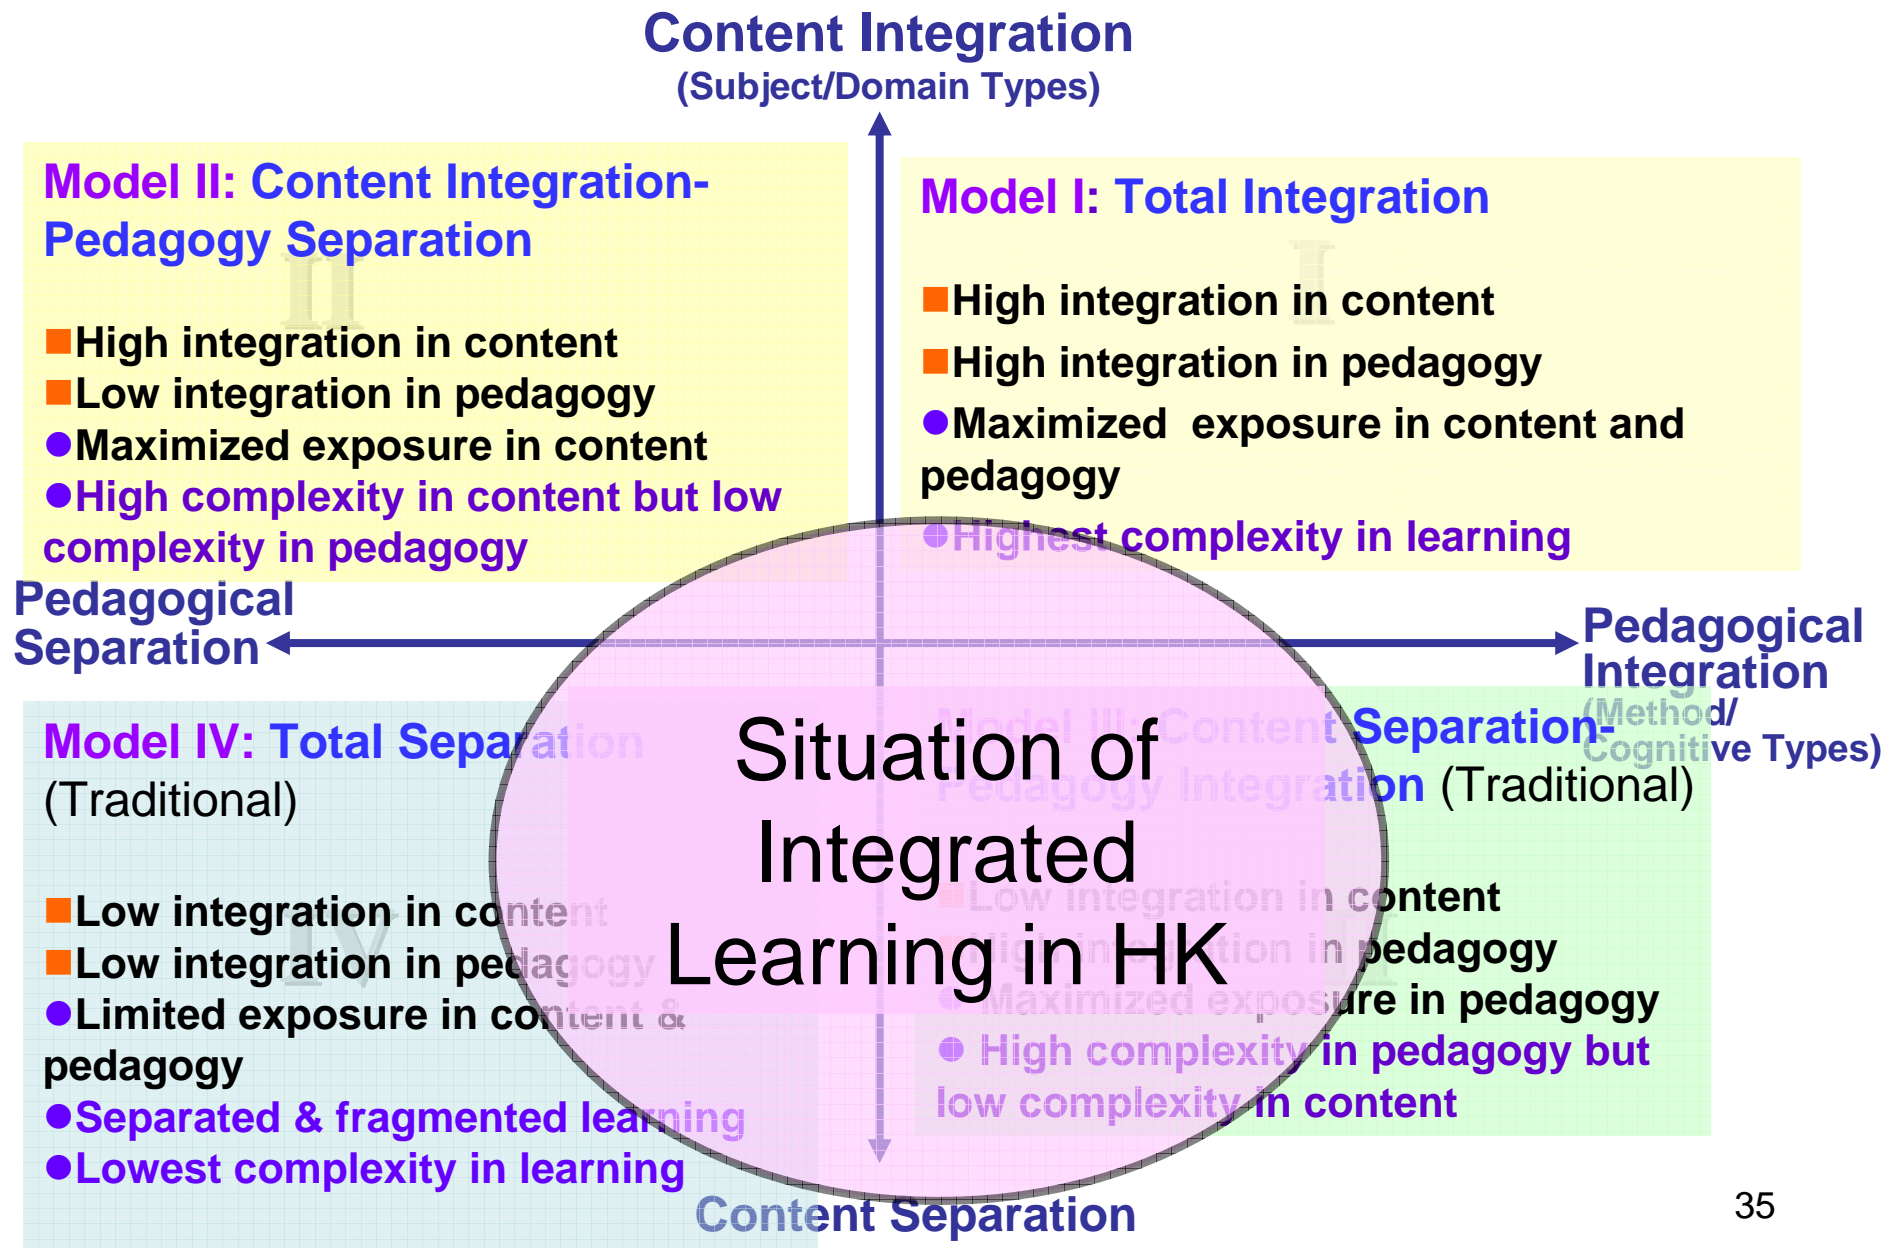 Content Integration
(Subject/Domain Types)
Model II: Content Integration-
Pedagogy Separation
II
■High integration in content
■Low integration in pedagogy
●Maximized exposure in content
●High complexity in content but low
complexity in pedagogy
Model I: Total Integration
I
■High integration in content
■High integration in pedagogy
●Maximized exposure in content and
pedagogy
●Highest complexity in learning
Pedagogical
Separation
Pedagogical
Integration
(Method/
Cognitive Types)
Model IV: Total Separation
(Traditional)
IV
■Low integration in content
■Low integration in pedagogy
●Limited exposure in content &
pedagogy
●Separated & fragmented learning
●Lowest complexity in learning
Model III: Content Separation-
Pedagogy Integration (Traditional)
■Low integration in content
■High integration in pedagogy
● Maximized exposure in pedagogy
● High complexity in pedagogy but
low complexity in content
III
Situation of
Integrated
Learning in HK
Content Separation
35